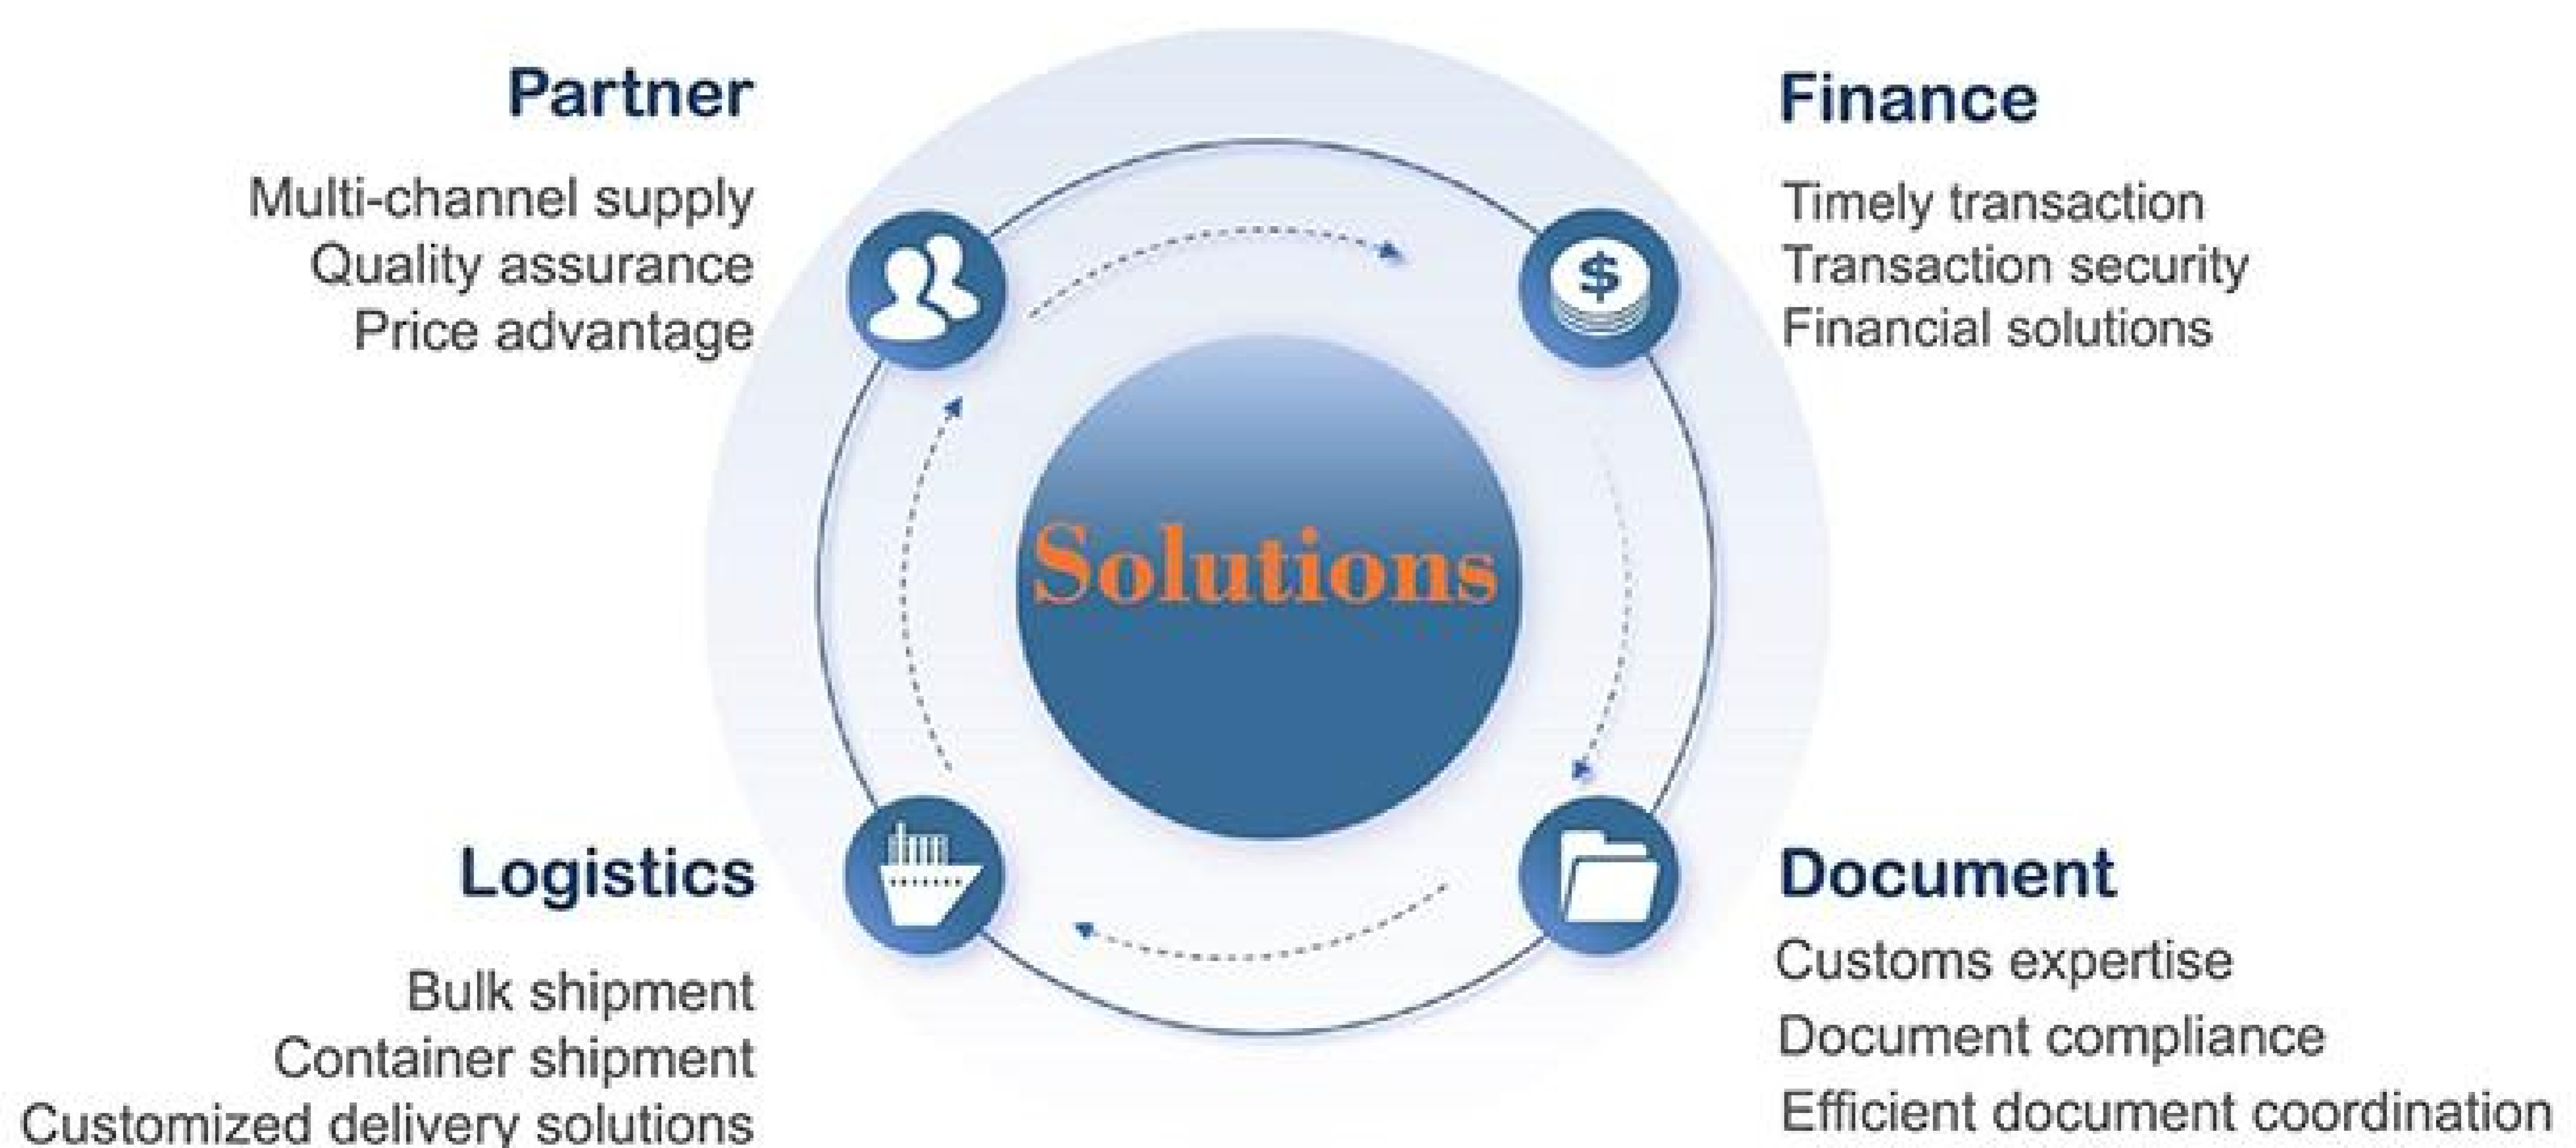 Partner
Multi-channel supply
Quality assurance
Price advantage
Finance
Timely transaction
Transaction security
Financial solutions
$
Solutions
Logistics
Bulk shipment
Container shipment
Customized delivery solutions
Document
Customs expertise
Document compliance
Efficient document coordination